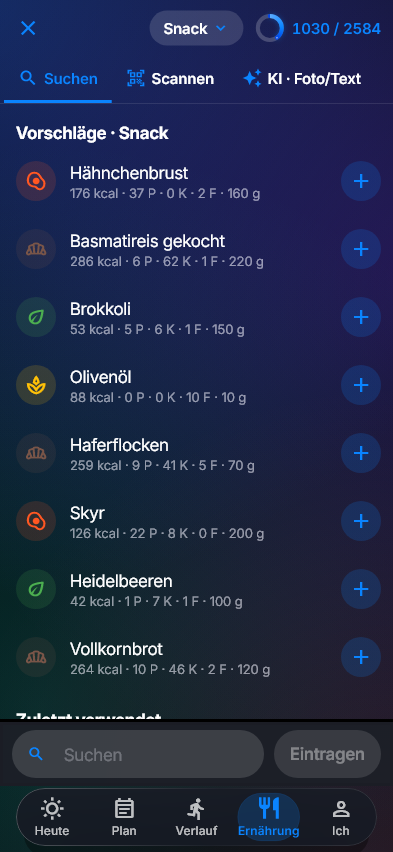 Snack
1030 / 2584
Suchen
Scannen
KI · Foto/Text
Vorschläge · Snack
Hähnchenbrust
176 kcal · 37 P · 0 K · 2 F · 160 g
Basmatireis gekocht
286 kcal · 6 P · 62 K · 1 F · 220 g
Brokkoli
53 kcal · 5 P · 6 K · 1 F · 150 g
Olivenöl
88 kcal · 0 P · 0 K · 10 F · 10 g
Haferflocken
259 kcal · 9 P · 41 K · 5 F · 70 g
Skyr
126 kcal · 22 P · 8 K · 0 F · 200 g
Heidelbeeren
42 kcal · 1 P · 7 K · 1 F · 100 g
Vollkornbrot
264 kcal · 10 P · 46 K · 2 F · 120 g
Zuletzt verwendet
Suchen
Eintragen
Heute
Plan
Verlauf
Ernährung
Ich